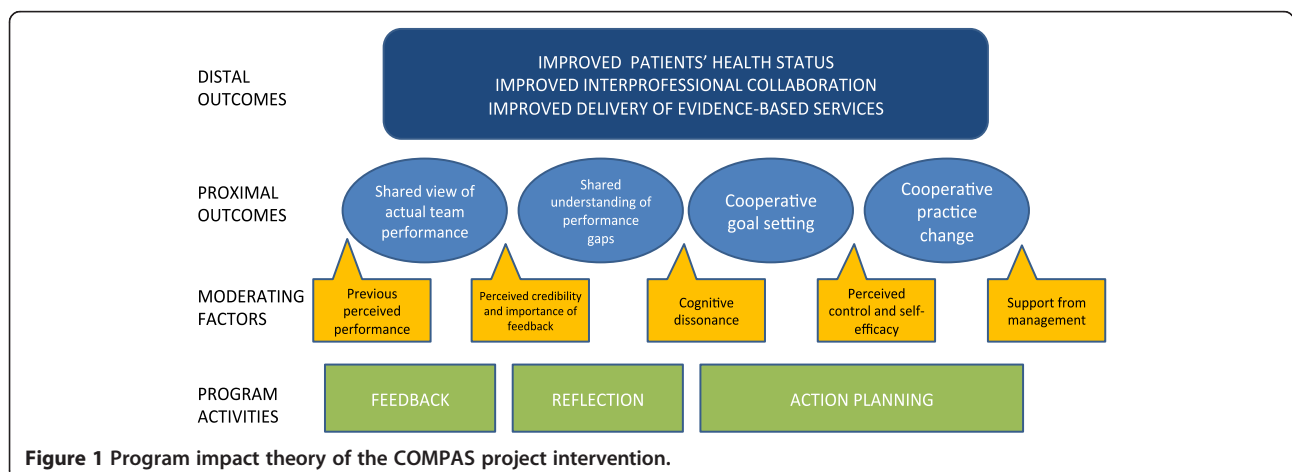 DISTAL
OUTCOMES
IMPROVED PATIENTS' HEALTH STATUS
IMPROVED INTERPROFESSIONAL COLLABORATION
IMPROVED DELIVERY OF EVIDENCE-BASED SERVICES
PROXIMAL
OUTCOMES
Shared view of
actual team
performance
Shared
understanding of
performance
gaps
Cooperative
goal setting
Cooperative
practice
change
MODERATING
FACTORS
Previous
perceived
performance
Perceived credibility
and importance of
feedback
Cognitive
dissonance
Perceived
control and self-
efficacy
Support from
management
PROGRAM
ACTIVITIES
FEEDBACK
REFLECTION
ACTION PLANNING
Figure 1 Program impact theory of the COMPAS project intervention.